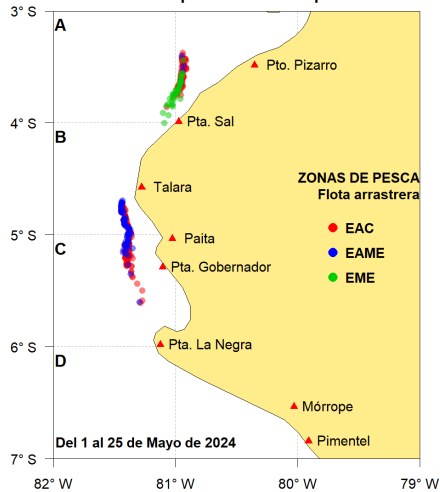 3° S
A
Pto. Pizarro
4° S
Pta. Sal
B
ZONAS DE PESCA
Flota arrastrera
Talara
EAC
5° S
Paita
C
EAME
Pta. Gobernador
EME
6° S
Pta. La Negra
D
Mórrope
Del 1 al 25 de Mayo de 2024
Pimentel
7° S
82° W
81° W
80° W
79° W